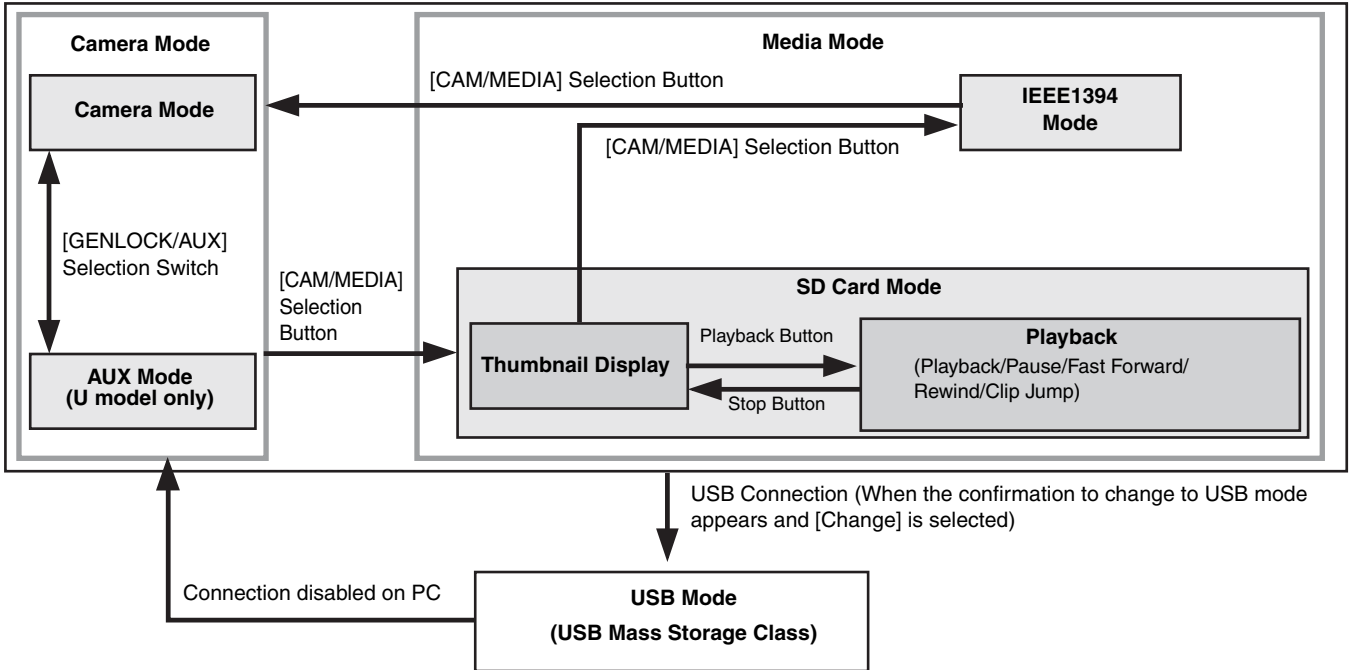 Camera Mode
Media Mode
[CAM/MEDIA] Selection Button
Camera Mode
IEEE1394
Mode
[CAM/MEDIA] Selection Button
[GENLOCK/AUX]
Selection Switch
[CAM/MEDIA]
Selection
Button
SD Card Mode
Thumbnail Display
Playback Button
Stop Button
Playback
(Playback/Pause/Fast Forward/
Rewind/Clip Jump)
AUX Mode
(U model only)
USB Connection (When the confirmation to change to USB mode
appears and [Change] is selected)
Connection disabled on PC
USB Mode
(USB Mass Storage Class)